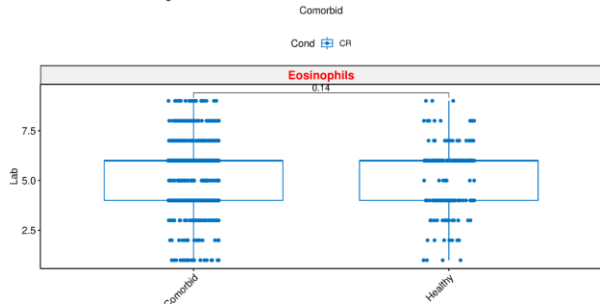 Comorbid
Cond CR
Eosinophils
0.14
7.5
5.0
2.5
Lab
Comorbid
Healthy